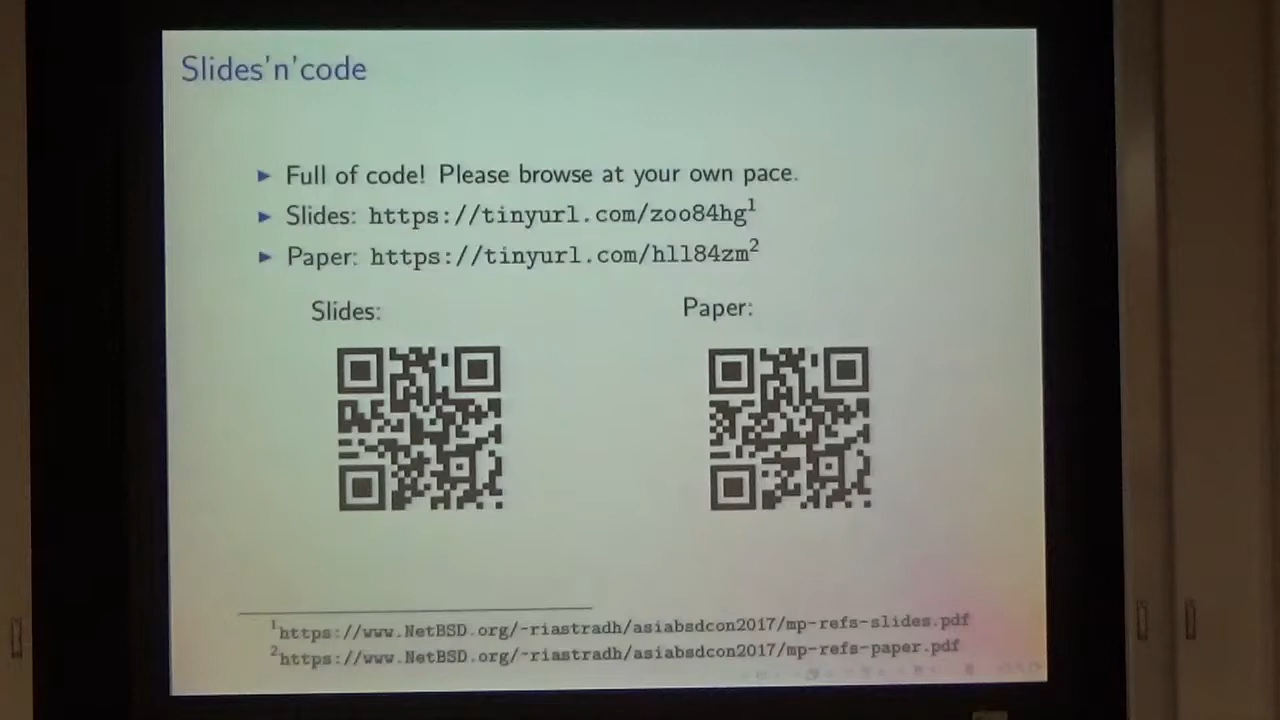 Slides'n'code
▶ Full of code! Please browse at your own pace.
▶ Slides: https://tinyurl.com/zoo84hg¹
▶ Paper: https://tinyurl.com/hll84zm²
Slides: Paper:
¹https://www.NetBSD.org/~riastradh/asiabsdcon2017/mp-refs-slides.pdf
²https://www.NetBSD.org/~riastradh/asiabsdcon2017/mp-refs-paper.pdf